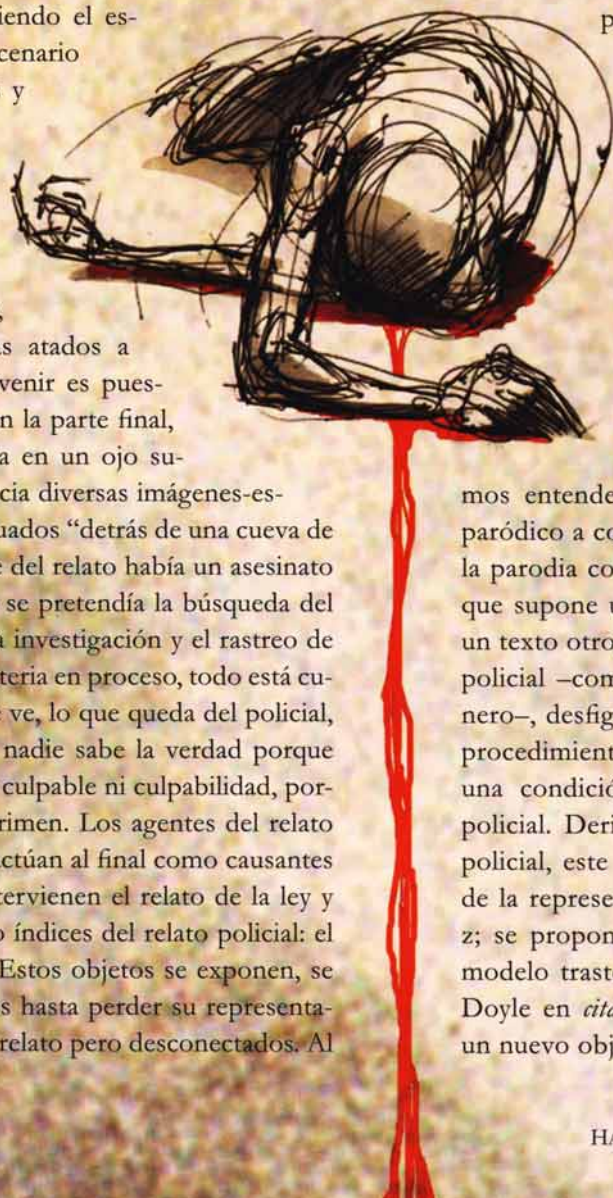 iendo el es-
cenario
y
,
s atados a
venir es pues-
n la parte final,
a en un ojo su-
cia diversas imágenes-es-
uados “detrás de una cueva de
e del relato había un asesinato
se pretendía la búsqueda del
a investigación y el rastreo de
teria en proceso, todo está cu-
e ve, lo que queda del policial,
nadie sabe la verdad porque
culpable ni culpabilidad, por-
rimen. Los agentes del relato
ctúan al final como causantes
tervienen el relato de la ley y
o índices del relato policial: el
Estos objetos se exponen, se
s hasta perder su representa-
relato pero desconectados. Al
p
mos entende
paródico a co
la parodia co
que supone u
un texto otro
policial –com
nero–, desfig
procedimient
una condició
policial. Deri
policial, este
de la represe
z; se propon
modelo trast
Doyle en cita
un nuevo obj
HA